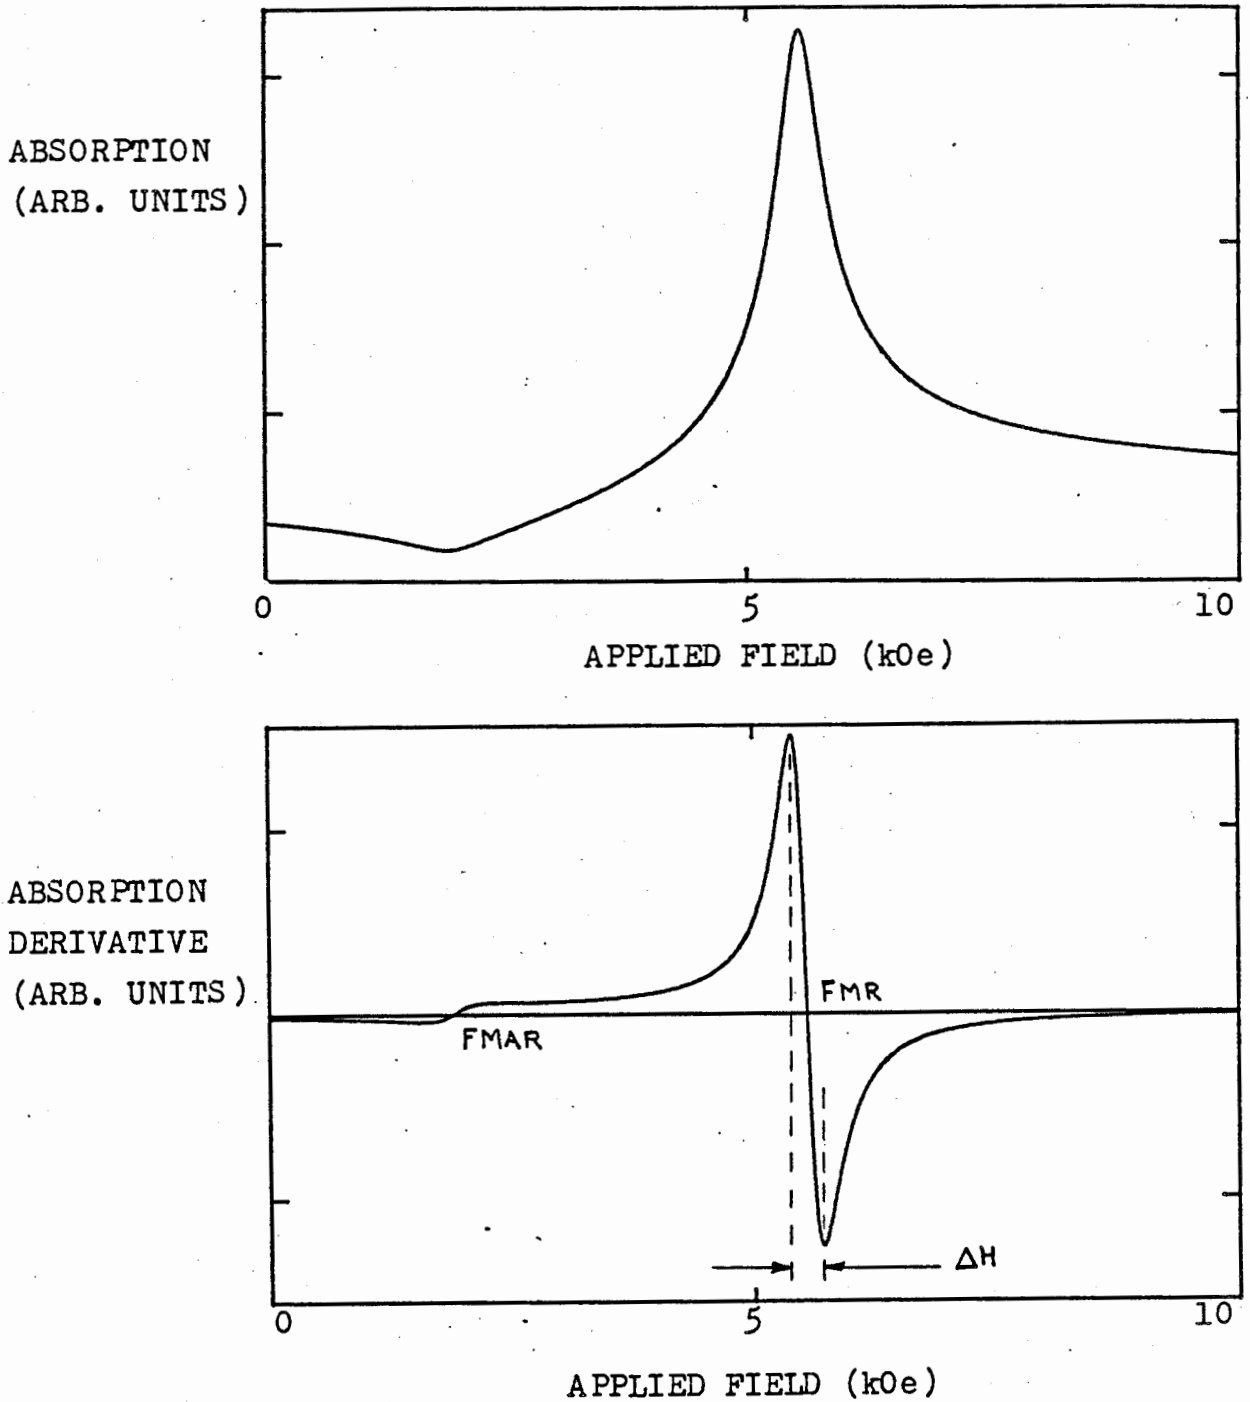 ABSORPTION
(ARB. UNITS)
0
5
10
APPLIED FIELD (kOe)
ABSORPTION
DERIVATIVE
(ARB. UNITS)
FMR
FMAR
ΔH
0
5
10
APPLIED FIELD (kOe)